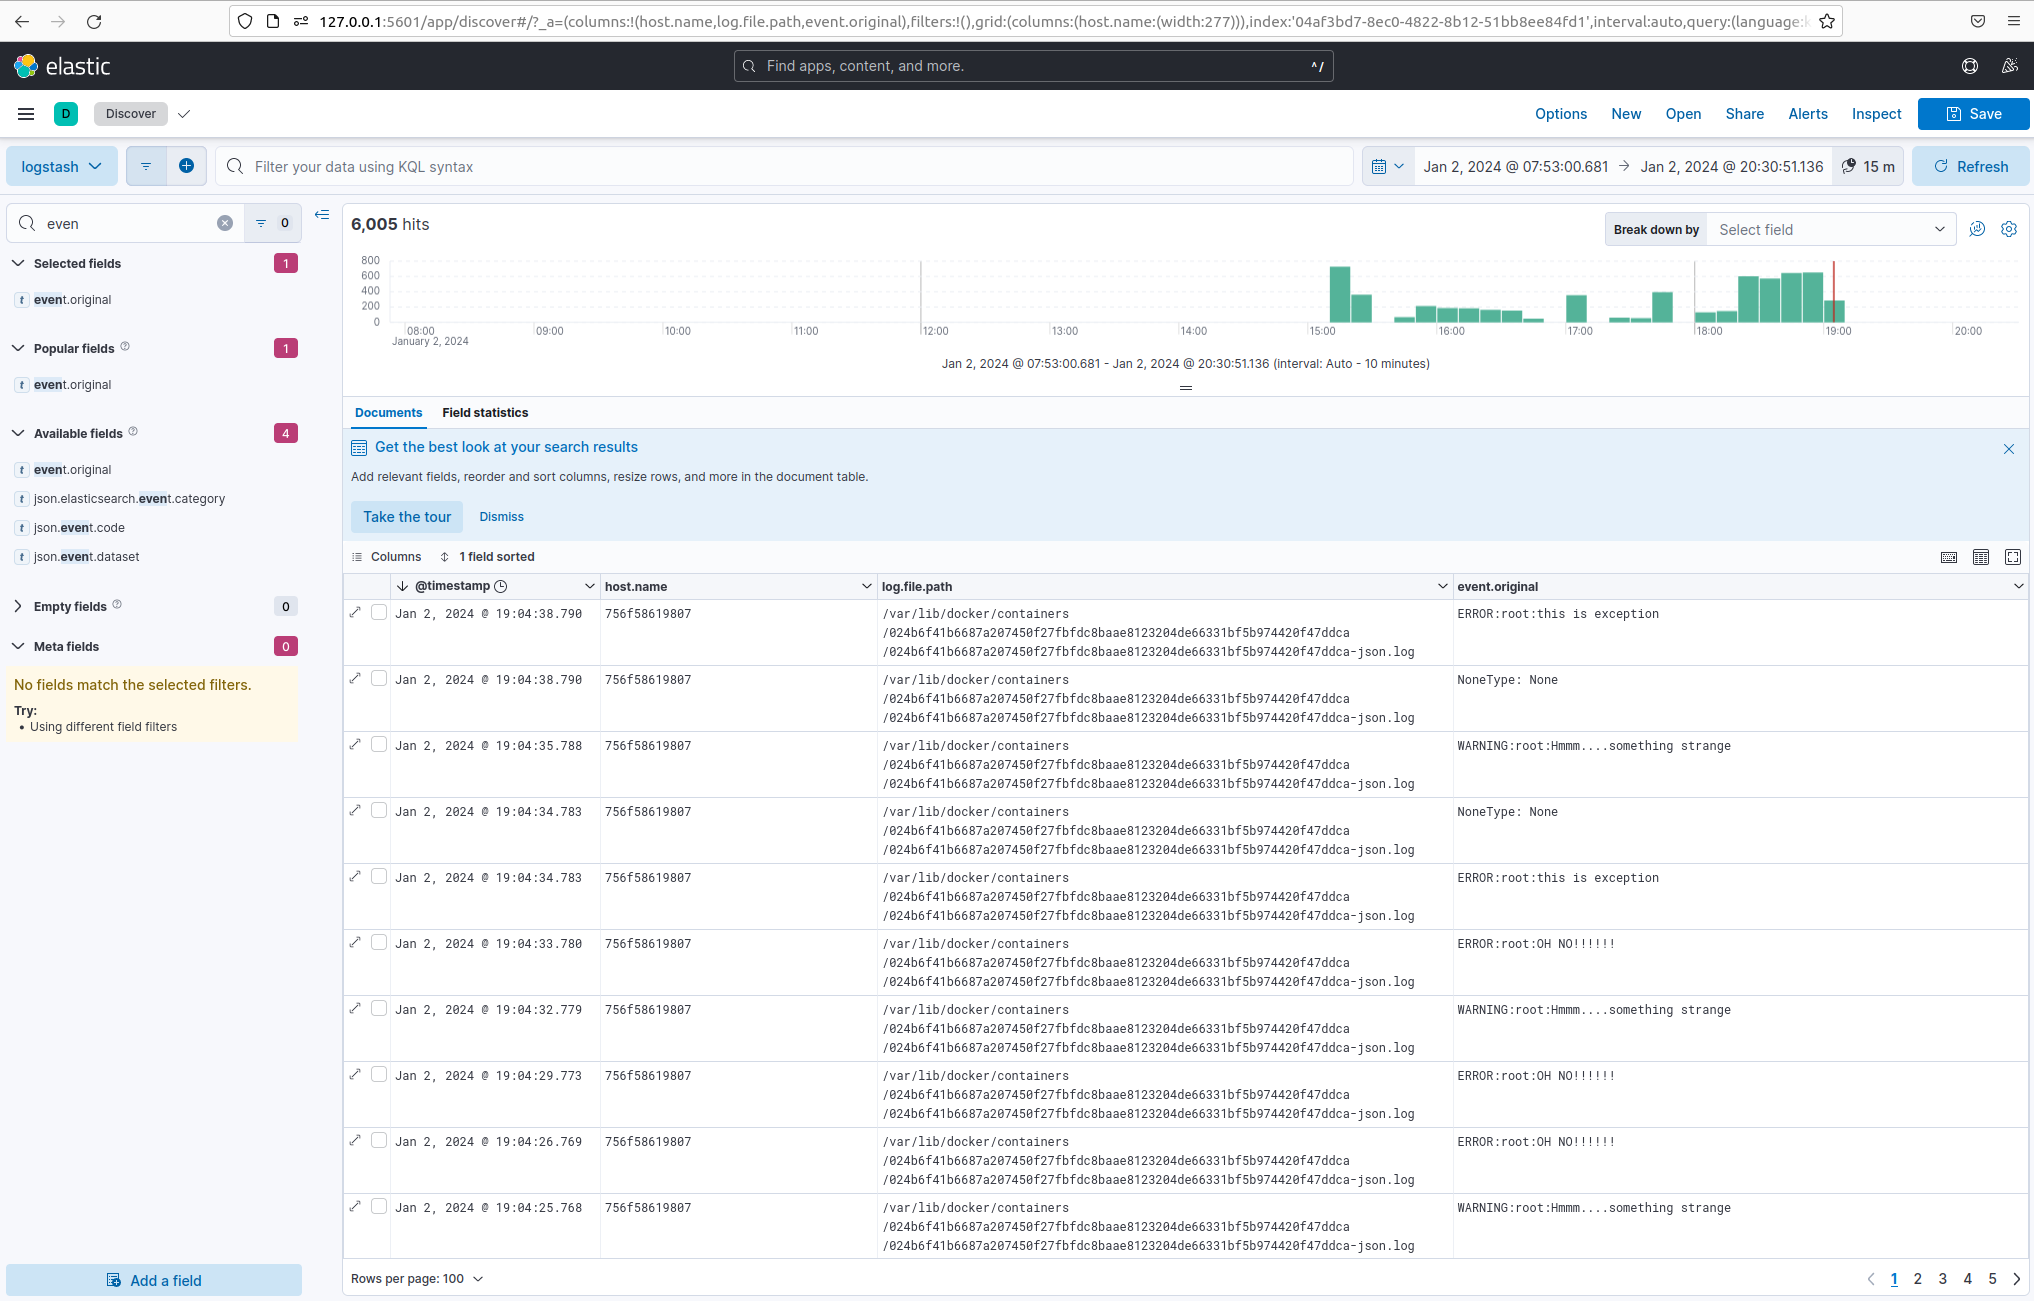 127.0.0.1:5601/app/discover#/?_a=(columns:!(host.name,log.file.path,event.original),filters:!(),grid:(columns:(host.name:(width:277))),index:'04af3bd7-8ec0-4822-8b12-51bb8ee84fd1',interval:auto,query:(language:k
elastic
Find apps, content, and more.
^/
D
Discover
Options
New
Open
Share
Alerts
Inspect
Save
logstash
Filter your data using KQL syntax
Jan 2, 2024 @ 07:53:00.681 → Jan 2, 2024 @ 20:30:51.136
15 m
Refresh
even
0
Selected fields
1
t event.original
Popular fields
1
t event.original
Available fields
4
t event.original
t json.elasticsearch.event.category
t json.event.code
t json.event.dataset
Empty fields
0
Meta fields
0
No fields match the selected filters.
Try:
• Using different field filters
Add a field
6,005 hits
Break down by
Select field
800
600
400
200
0
08:00
09:00
10:00
11:00
12:00
13:00
14:00
15:00
16:00
17:00
18:00
19:00
20:00
January 2, 2024
Jan 2, 2024 @ 07:53:00.681 - Jan 2, 2024 @ 20:30:51.136 (interval: Auto - 10 minutes)
Documents
Field statistics
Get the best look at your search results
Add relevant fields, reorder and sort columns, resize rows, and more in the document table.
Take the tour
Dismiss
Columns
1 field sorted
@timestamp
host.name
log.file.path
event.original
Jan 2, 2024 @ 19:04:38.790
756f58619807
/var/lib/docker/containers
/024b6f41b6687a207450f27fbfdc8baae8123204de66331bf5b974420f47ddca
/024b6f41b6687a207450f27fbfdc8baae8123204de66331bf5b974420f47ddca-json.log
ERROR:root:this is exception
Jan 2, 2024 @ 19:04:38.790
756f58619807
/var/lib/docker/containers
/024b6f41b6687a207450f27fbfdc8baae8123204de66331bf5b974420f47ddca
/024b6f41b6687a207450f27fbfdc8baae8123204de66331bf5b974420f47ddca-json.log
NoneType: None
Jan 2, 2024 @ 19:04:35.788
756f58619807
/var/lib/docker/containers
/024b6f41b6687a207450f27fbfdc8baae8123204de66331bf5b974420f47ddca
/024b6f41b6687a207450f27fbfdc8baae8123204de66331bf5b974420f47ddca-json.log
WARNING:root:Hmmm....something strange
Jan 2, 2024 @ 19:04:34.783
756f58619807
/var/lib/docker/containers
/024b6f41b6687a207450f27fbfdc8baae8123204de66331bf5b974420f47ddca
/024b6f41b6687a207450f27fbfdc8baae8123204de66331bf5b974420f47ddca-json.log
NoneType: None
Jan 2, 2024 @ 19:04:34.783
756f58619807
/var/lib/docker/containers
/024b6f41b6687a207450f27fbfdc8baae8123204de66331bf5b974420f47ddca
/024b6f41b6687a207450f27fbfdc8baae8123204de66331bf5b974420f47ddca-json.log
ERROR:root:this is exception
Jan 2, 2024 @ 19:04:33.780
756f58619807
/var/lib/docker/containers
/024b6f41b6687a207450f27fbfdc8baae8123204de66331bf5b974420f47ddca
/024b6f41b6687a207450f27fbfdc8baae8123204de66331bf5b974420f47ddca-json.log
ERROR:root:OH NO!!!!!!
Jan 2, 2024 @ 19:04:32.779
756f58619807
/var/lib/docker/containers
/024b6f41b6687a207450f27fbfdc8baae8123204de66331bf5b974420f47ddca
/024b6f41b6687a207450f27fbfdc8baae8123204de66331bf5b974420f47ddca-json.log
WARNING:root:Hmmm....something strange
Jan 2, 2024 @ 19:04:29.773
756f58619807
/var/lib/docker/containers
/024b6f41b6687a207450f27fbfdc8baae8123204de66331bf5b974420f47ddca
/024b6f41b6687a207450f27fbfdc8baae8123204de66331bf5b974420f47ddca-json.log
ERROR:root:OH NO!!!!!!
Jan 2, 2024 @ 19:04:26.769
756f58619807
/var/lib/docker/containers
/024b6f41b6687a207450f27fbfdc8baae8123204de66331bf5b974420f47ddca
/024b6f41b6687a207450f27fbfdc8baae8123204de66331bf5b974420f47ddca-json.log
ERROR:root:OH NO!!!!!!
Jan 2, 2024 @ 19:04:25.768
756f58619807
/var/lib/docker/containers
/024b6f41b6687a207450f27fbfdc8baae8123204de66331bf5b974420f47ddca
/024b6f41b6687a207450f27fbfdc8baae8123204de66331bf5b974420f47ddca-json.log
WARNING:root:Hmmm....something strange
Rows per page: 100
1 2 3 4 5